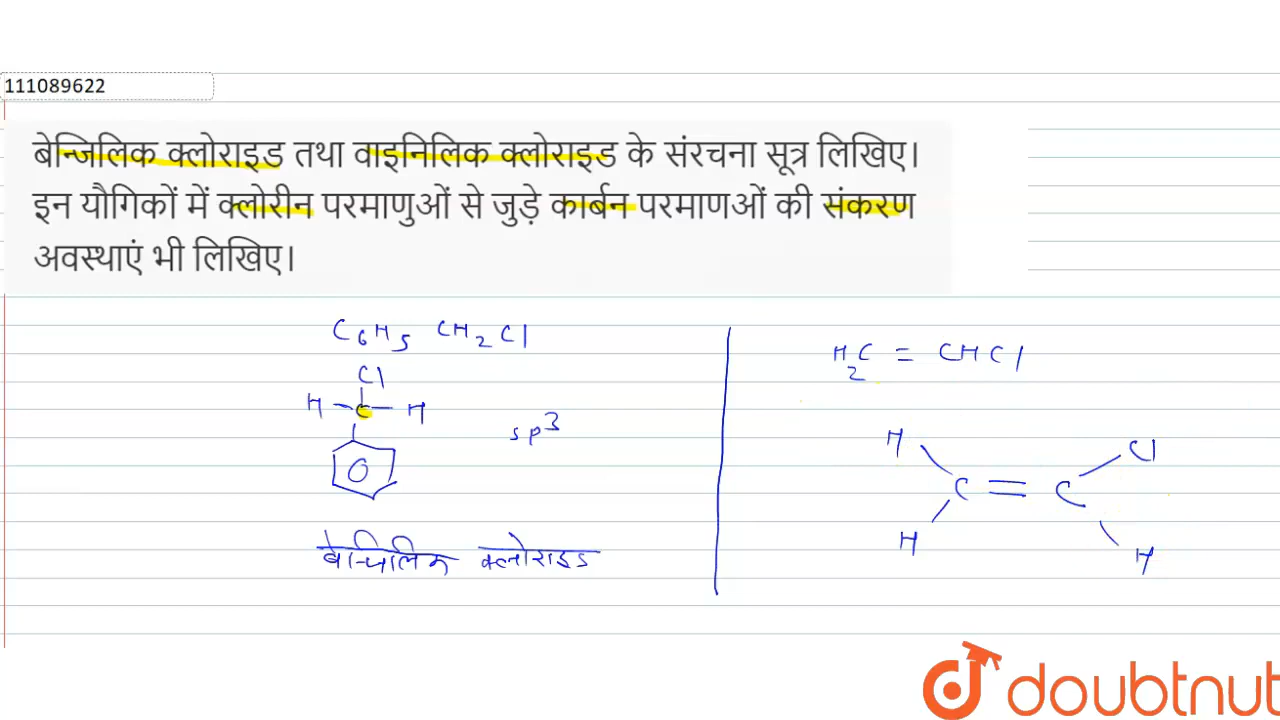 111089622
बेन्जिलिक क्लोराइड तथा वाइनिलिक क्लोराइड के संरचना सूत्र लिखिए।
इन यौगिकों में क्लोरीन परमाणुओं से जुड़े कार्बन परमाणओं की संकरण
अवस्थाएं भी लिखिए।
C6H5 CH2Cl
Cl
H – C – H
sp3
बेन्जिलिक क्लोराइड
H2C = CHCl
H Cl
C = C
H H
doubtnut